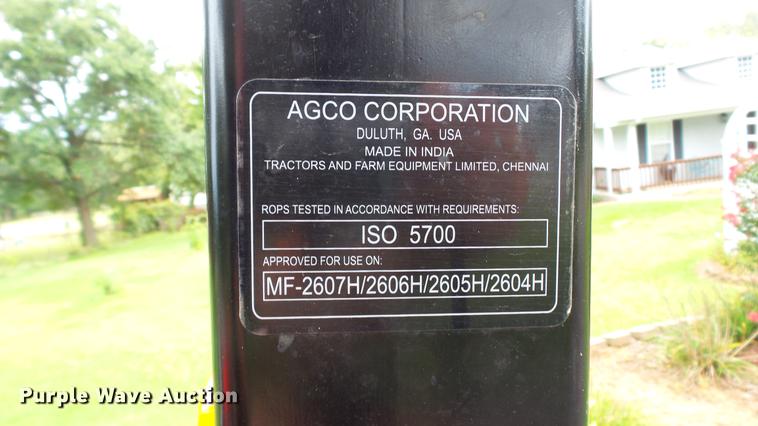 AGCO CORPORATION
DULUTH, GA. USA
MADE IN INDIA
TRACTORS AND FARM EQUIPMENT LIMITED, CHENNAI
ROPS TESTED IN ACCORDANCE WITH REQUIREMENTS:
ISO 5700
APPROVED FOR USE ON:
MF-2607H/2606H/2605H/2604H
Purple Wave Auction